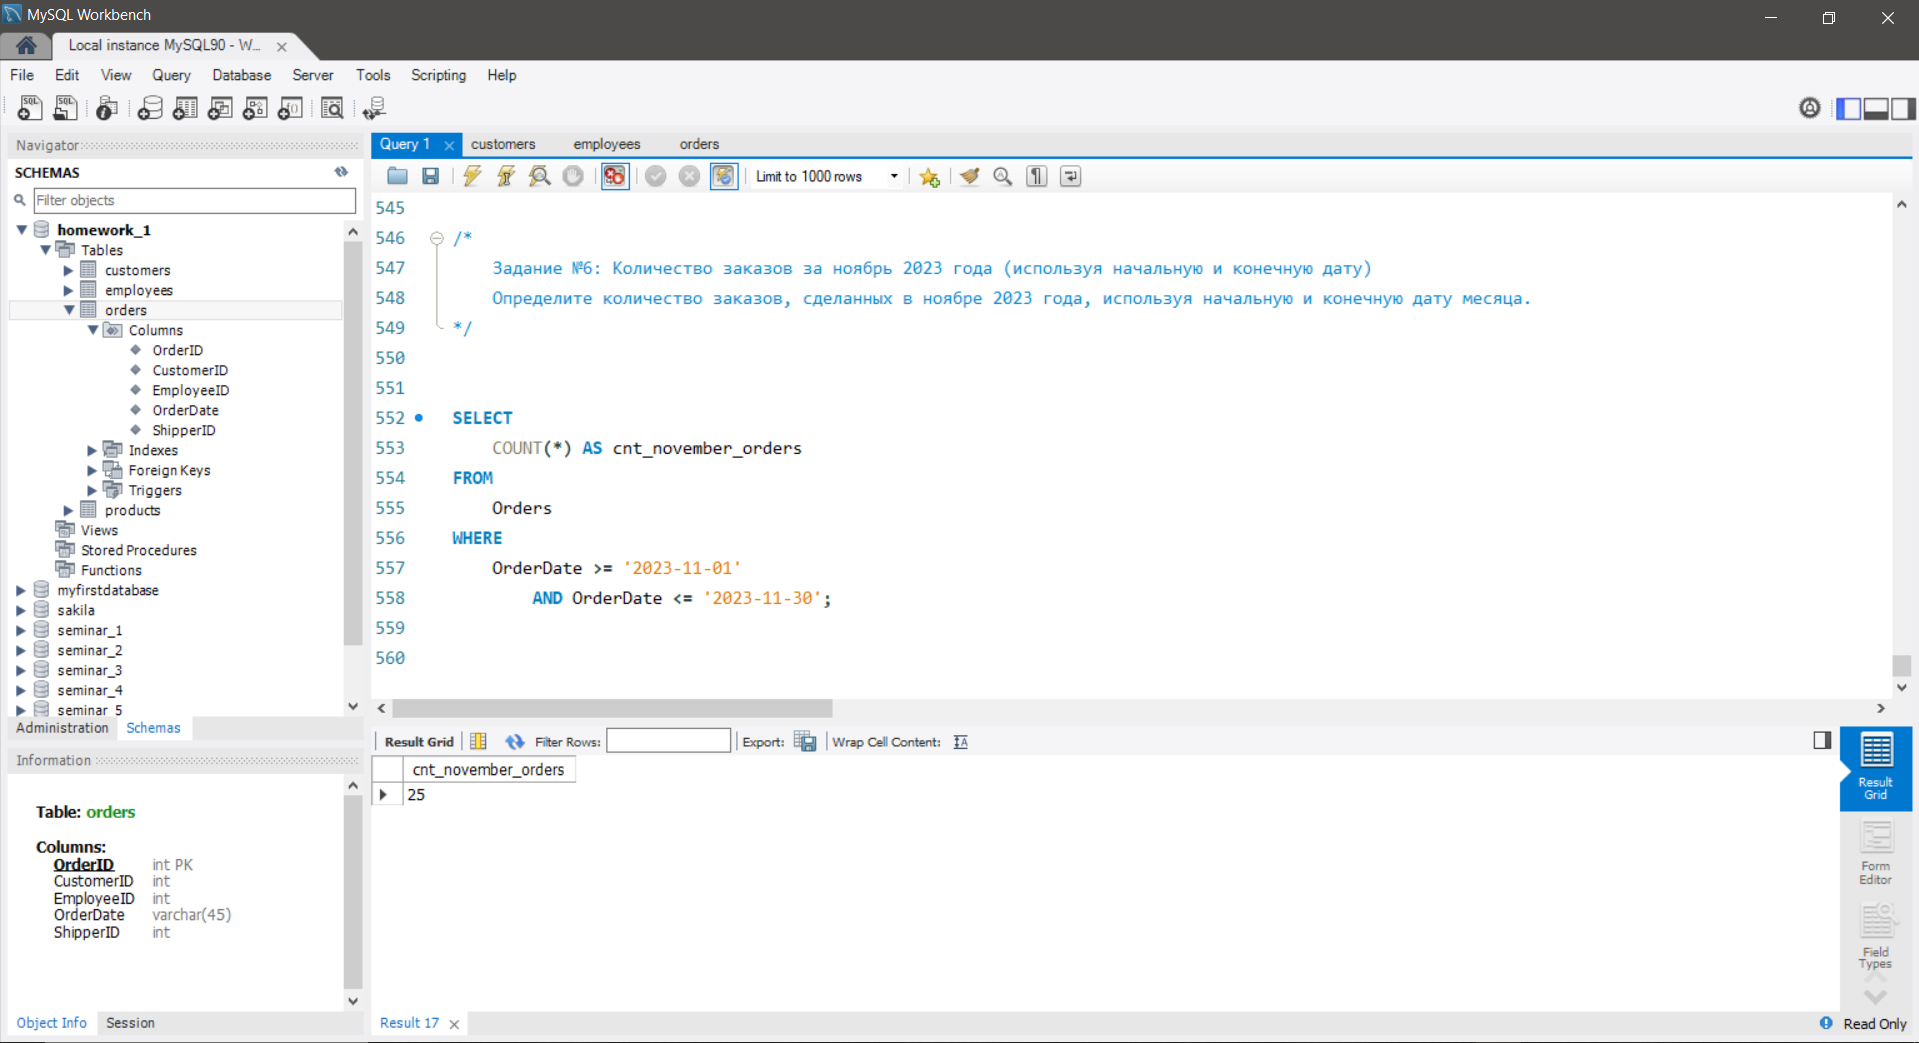 MySQL Workbench
Local instance MySQL90 - W...
File Edit View Query Database Server Tools Scripting Help
Navigator
SCHEMAS
Filter objects
homework_1
Tables
customers
employees
orders
Columns
OrderID
CustomerID
EmployeeID
OrderDate
ShipperID
Indexes
Foreign Keys
Triggers
products
Views
Stored Procedures
Functions
myfirstdatabase
sakila
seminar_1
seminar_2
seminar_3
seminar_4
seminar_5
Administration Schemas
Information
Table: orders
Columns:
OrderID int PK
CustomerID int
EmployeeID int
OrderDate varchar(45)
ShipperID int
Object Info Session
Query 1 customers employees orders
Limit to 1000 rows
545
546 /*
547 Задание №6: Количество заказов за ноябрь 2023 года (используя начальную и конечную дату)
548 Определите количество заказов, сделанных в ноябре 2023 года, используя начальную и конечную дату месяца.
549 */
550
551
552 SELECT
553 COUNT(*) AS cnt_november_orders
554 FROM
555 Orders
556 WHERE
557 OrderDate >= '2023-11-01'
558 AND OrderDate <= '2023-11-30';
559
560
Result Grid Filter Rows: Export: Wrap Cell Content:
cnt_november_orders
25
Result
Grid
Form
Editor
Field
Types
Result 17
Read Only